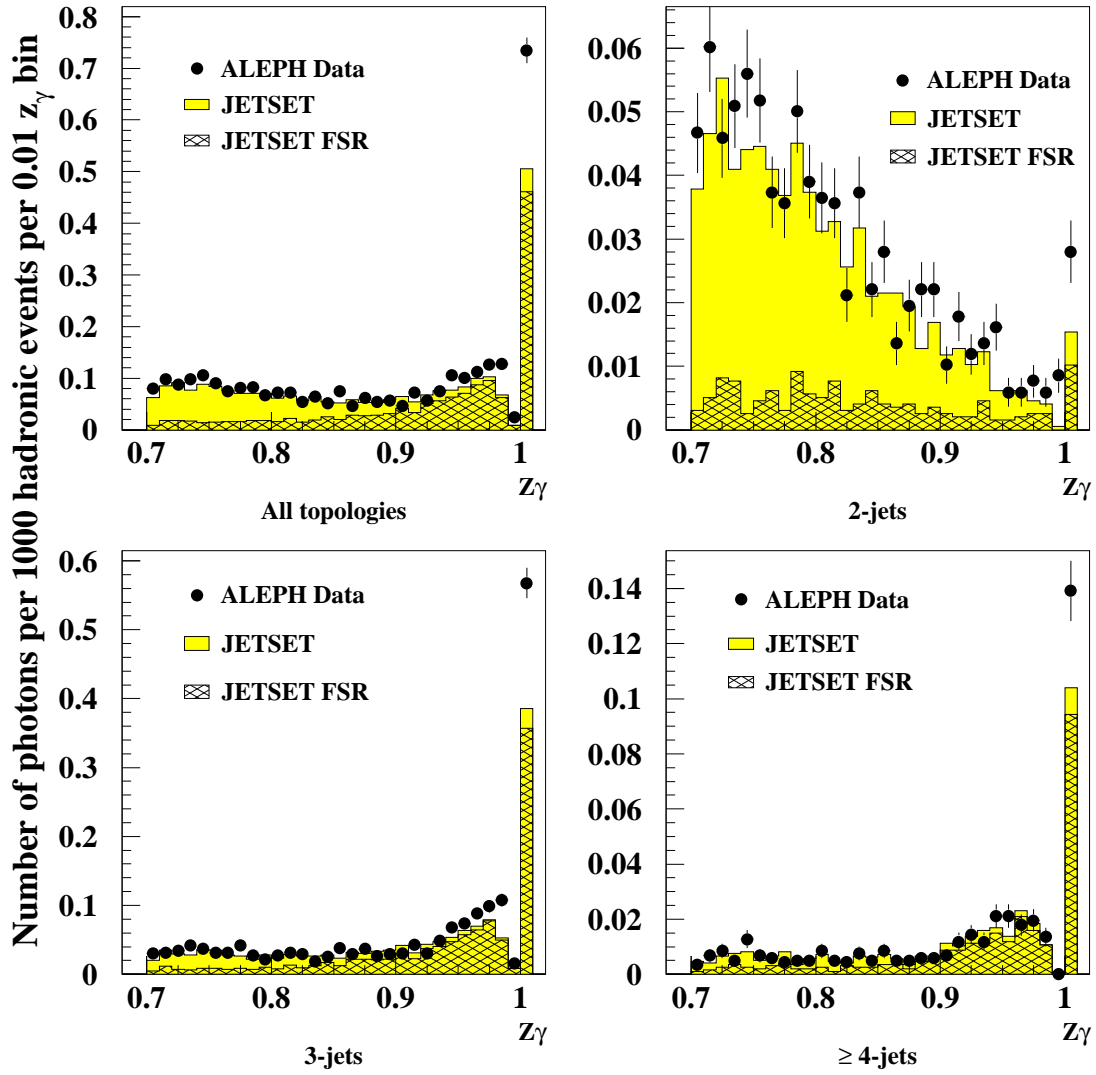 Number of photons per 1000 hadronic events per 0.01 zγ bin
0.8
0.7
0.6
0.5
0.4
0.3
0.2
0.1
0
ALEPH Data
JETSET
JETSET FSR
0.7 0.8 0.9 1
zγ
All topologies
0.06
0.05
0.04
0.03
0.02
0.01
0
ALEPH Data
JETSET
JETSET FSR
0.7 0.8 0.9 1
zγ
2-jets
0.6
0.5
0.4
0.3
0.2
0.1
0
ALEPH Data
JETSET
JETSET FSR
0.7 0.8 0.9 1
zγ
3-jets
0.14
0.12
0.1
0.08
0.06
0.04
0.02
0
ALEPH Data
JETSET
JETSET FSR
0.7 0.8 0.9 1
zγ
≥ 4-jets